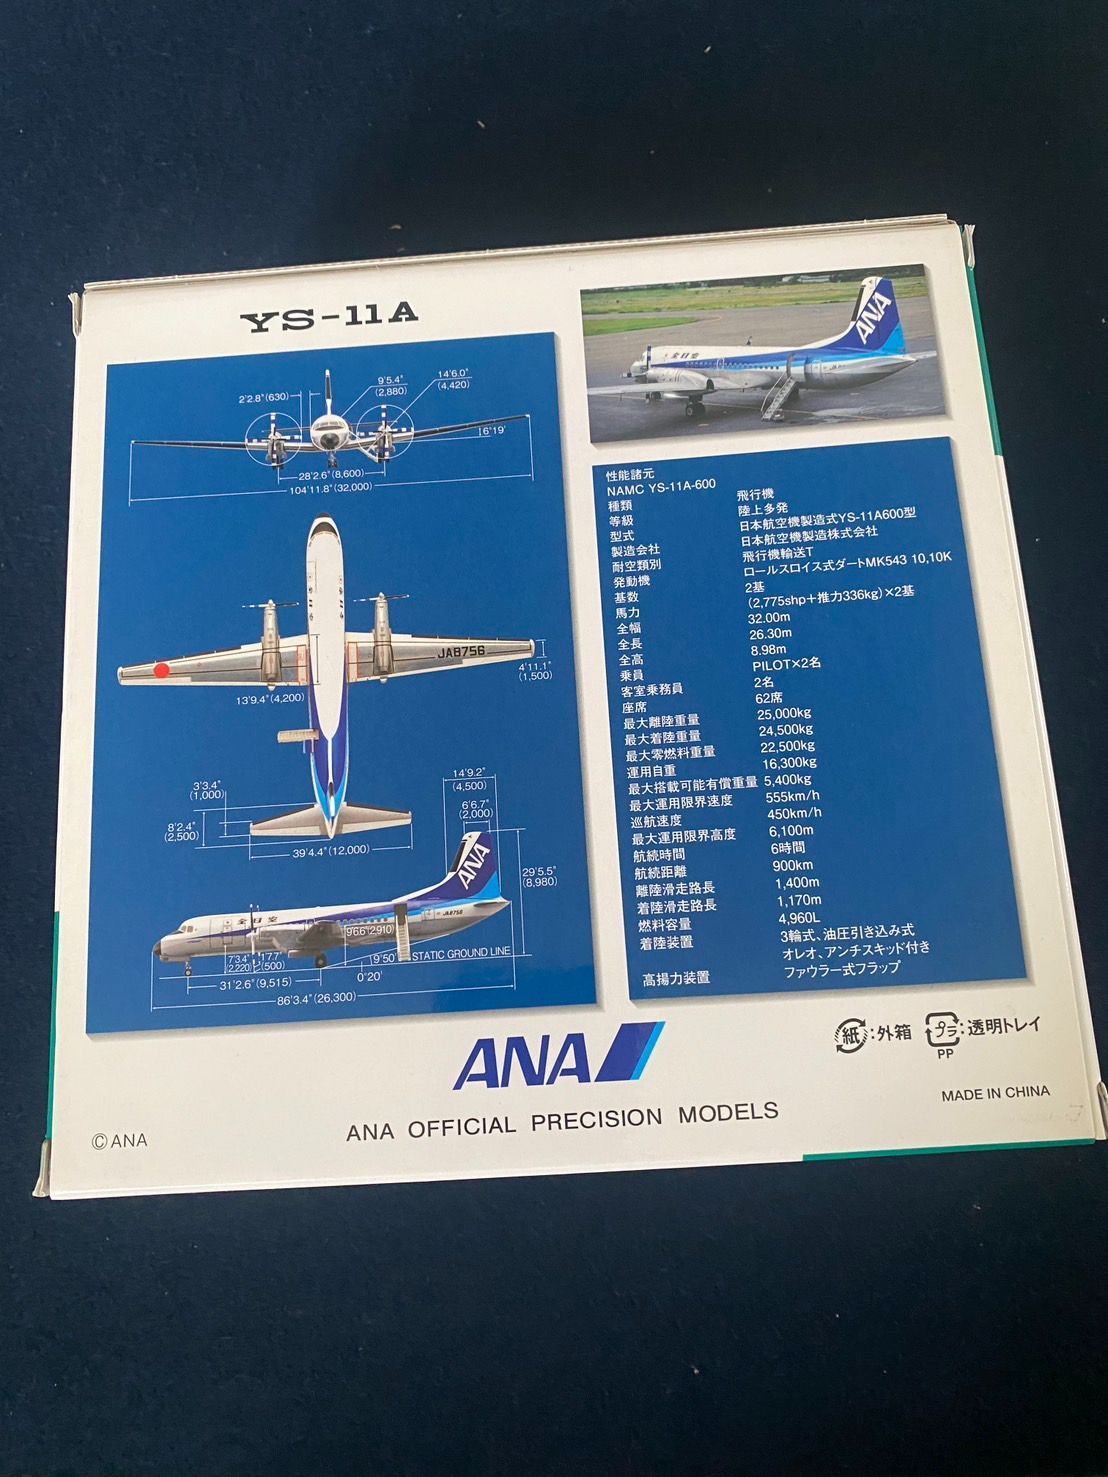 YS-11A
2'2.8"(630)
9'5.4"
(2,880)
14'6.0"
(4,420)
6°19'
28'2.6"(8,600)
104'11.8"(32,000)
JA8756
4'11.1"
(1,500)
13'9.4"(4,200)
3'3.4"
(1,000)
8'2.4"
(2,500)
39'4.4"(12,000)
14'9.2"
(4,500)
6'6.7"
(2,000)
29'5.5"
(8,980)
ANA
全日空
JA8756
9'6.6"(2,910)
7'3.4"
(2,220)
1'7.7"
(500)
9°50'
STATIC GROUND LINE
0°20'
31'2.6"(9,515)
86'3.4"(26,300)
ANA
全日空
性能諸元
NAMC YS-11A-600
種類 飛行機
等級 陸上多発
型式 日本航空機製造式YS-11A600型
製造会社 日本航空機製造株式会社
耐空類別 飛行機輸送T
発動機 ロールスロイス式ダートMK543 10,10K
基数 2基
馬力 (2,775shp+推力336kg)×2基
全幅 32.00m
全長 26.30m
全高 8.98m
乗員 PILOT×2名
客室乗務員 2名
座席 62席
最大離陸重量 25,000kg
最大着陸重量 24,500kg
最大零燃料重量 22,500kg
運用自重 16,300kg
最大搭載可能有償重量 5,400kg
最大運用限界速度 555km/h
巡航速度 450km/h
最大運用限界高度 6,100m
航続時間 6時間
航続距離 900km
離陸滑走路長 1,400m
着陸滑走路長 1,170m
燃料容量 4,960L
着陸装置 3輪式、油圧引き込み式
オレオ、アンチスキッド付き
高揚力装置 ファウラー式フラップ
紙:外箱 プラ:透明トレイ
PP
ANA
ANA OFFICIAL PRECISION MODELS
MADE IN CHINA
©ANA